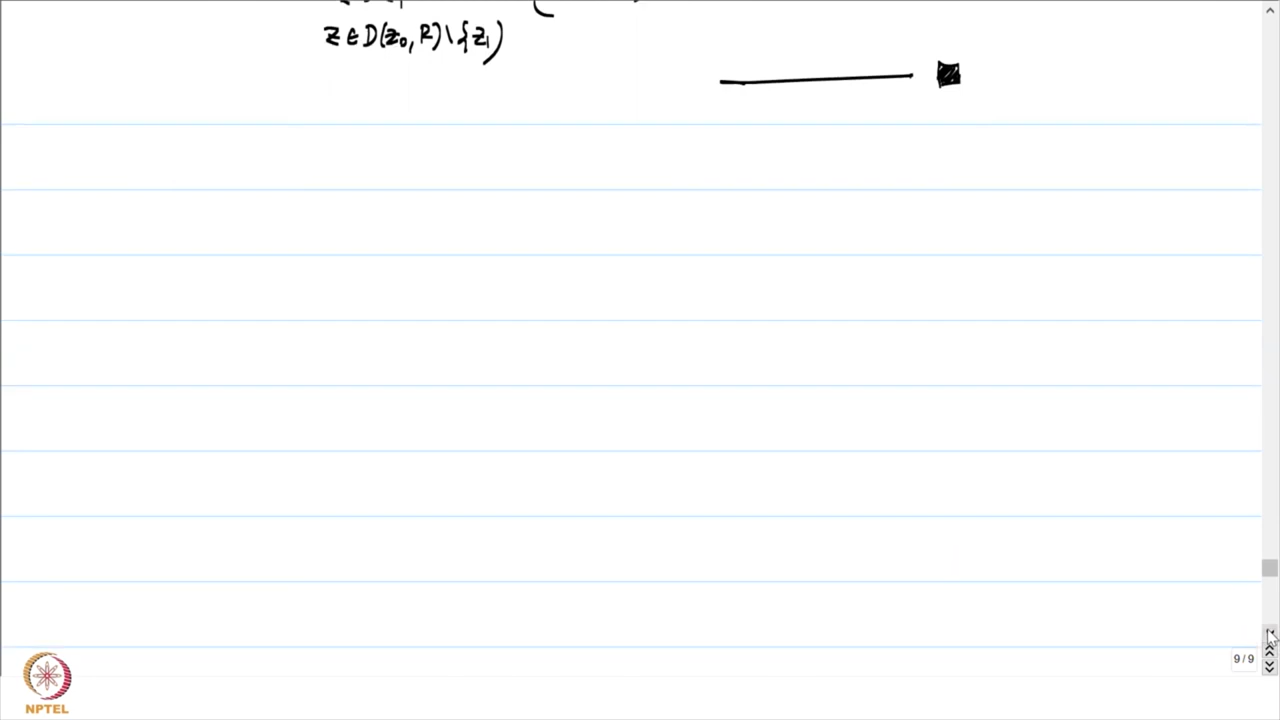 z ∈ D(z₀, R) \ {z₁}
9 / 9
NPTEL